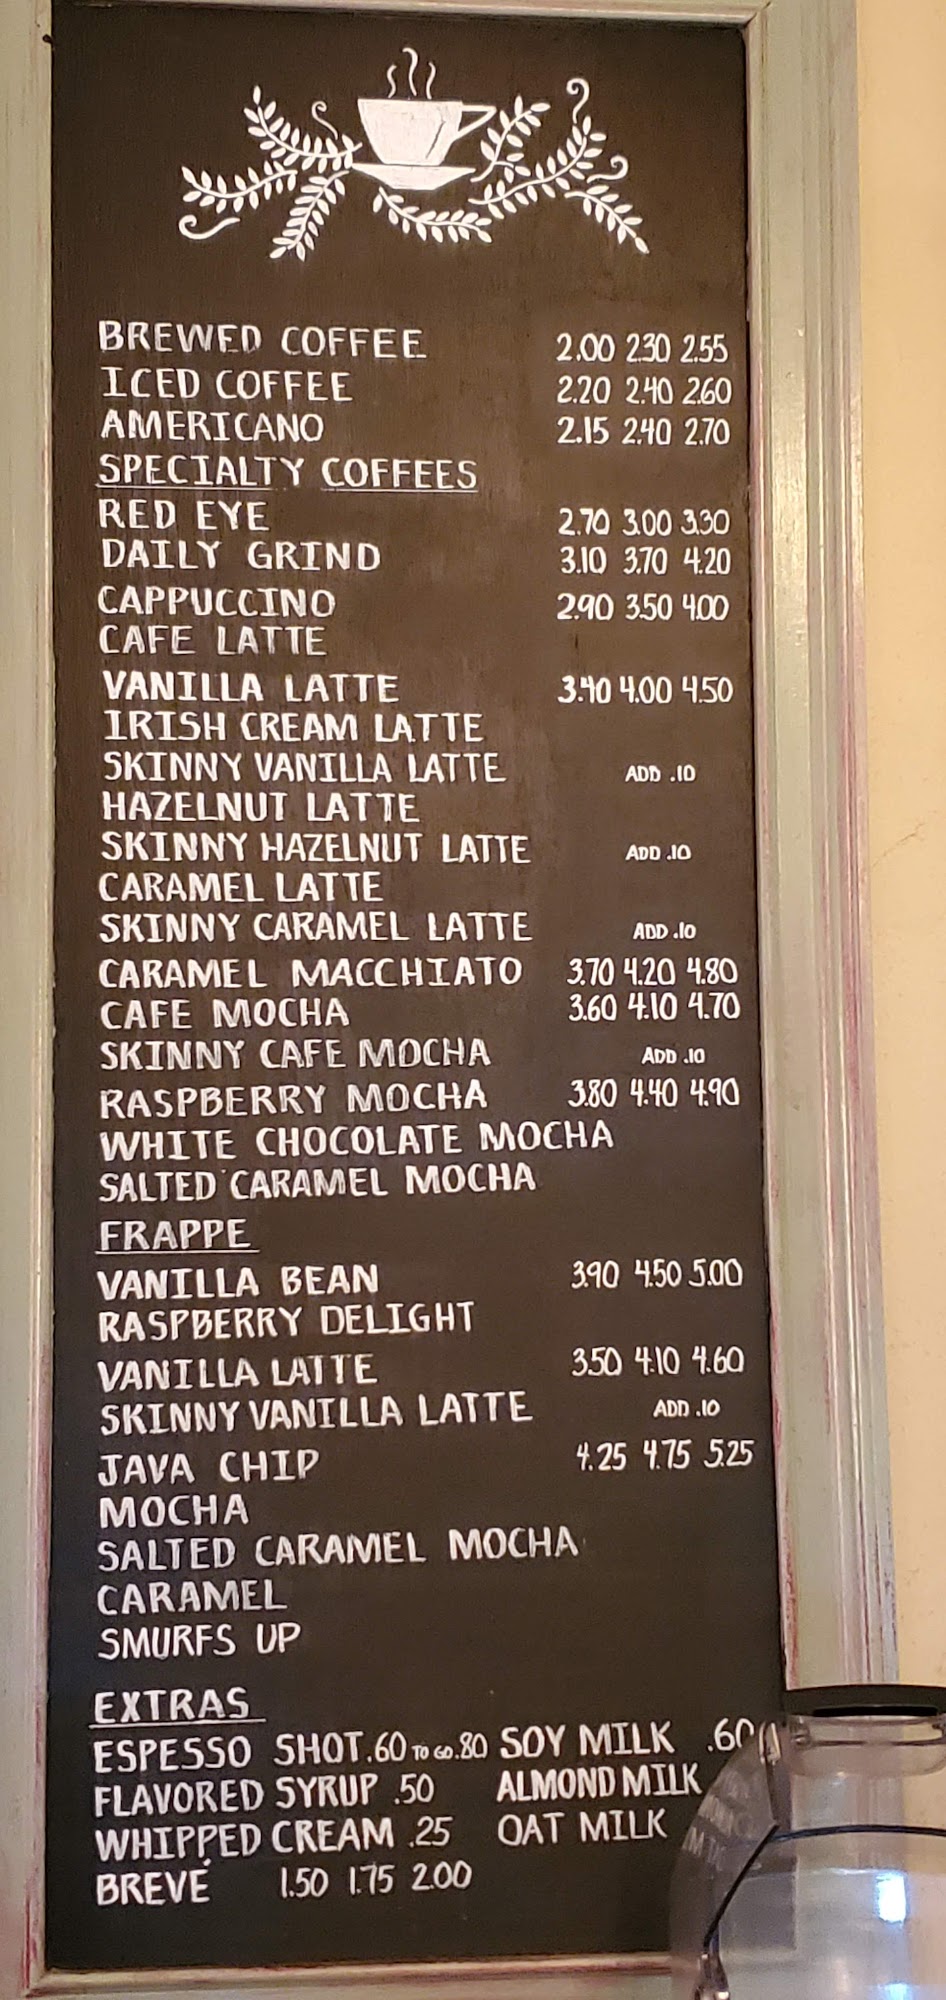 BREWED COFFEE 2.00 2.30 2.55
ICED COFFEE 2.20 2.40 2.60
AMERICANO 2.15 2.40 2.70
SPECIALTY COFFEES
RED EYE 2.70 3.00 3.30
DAILY GRIND 3.10 3.70 4.20
CAPPUCCINO 2.90 3.50 4.00
CAFE LATTE
VANILLA LATTE 3.40 4.00 4.50
IRISH CREAM LATTE
SKINNY VANILLA LATTE ADD .10
HAZELNUT LATTE
SKINNY HAZELNUT LATTE ADD .10
CARAMEL LATTE
SKINNY CARAMEL LATTE ADD .10
CARAMEL MACCHIATO 3.70 4.20 4.80
CAFE MOCHA 3.60 4.10 4.70
SKINNY CAFE MOCHA ADD .10
RASPBERRY MOCHA 3.80 4.40 4.90
WHITE CHOCOLATE MOCHA
SALTED CARAMEL MOCHA
FRAPPE
VANILLA BEAN 3.90 4.50 5.00
RASPBERRY DELIGHT
VANILLA LATTE 3.50 4.10 4.60
SKINNY VANILLA LATTE ADD .10
JAVA CHIP 4.25 4.75 5.25
MOCHA
SALTED CARAMEL MOCHA
CARAMEL
SMURFS UP
EXTRAS
ESPESSO SHOT .60 TO GO .80 SOY MILK .60
FLAVORED SYRUP .50 ALMOND MILK
WHIPPED CREAM .25 OAT MILK
BREVÉ 1.50 1.75 2.00